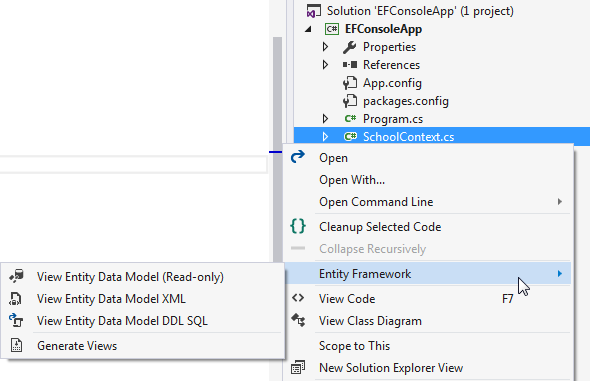 Solution 'EFConsoleApp' (1 project)
C# EFConsoleApp
Properties
References
App.config
packages.config
C# Program.cs
C# SchoolContext.cs
Open
Open With...
Open Command Line
Cleanup Selected Code
Collapse Recursively
Entity Framework
View Code F7
View Class Diagram
Scope to This
New Solution Explorer View
View Entity Data Model (Read-only)
View Entity Data Model XML
View Entity Data Model DDL SQL
Generate Views